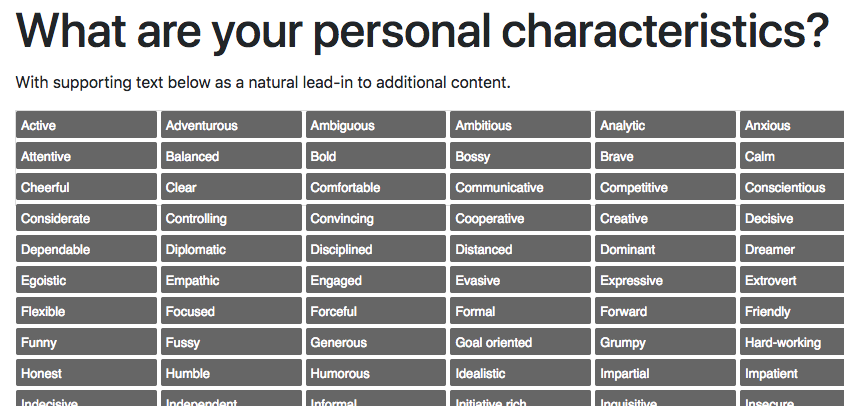 What are your personal characteristics?
With supporting text below as a natural lead-in to additional content.
Active Adventurous Ambiguous Ambitious Analytic Anxious
Attentive Balanced Bold Bossy Brave Calm
Cheerful Clear Comfortable Communicative Competitive Conscientious
Considerate Controlling Convincing Cooperative Creative Decisive
Dependable Diplomatic Disciplined Distanced Dominant Dreamer
Egoistic Empathic Engaged Evasive Expressive Extrovert
Flexible Focused Forceful Formal Forward Friendly
Funny Fussy Generous Goal oriented Grumpy Hard-working
Honest Humble Humorous Idealistic Impartial Impatient
Indecisive Independent Informal Initiative rich Inquisitive Insecure